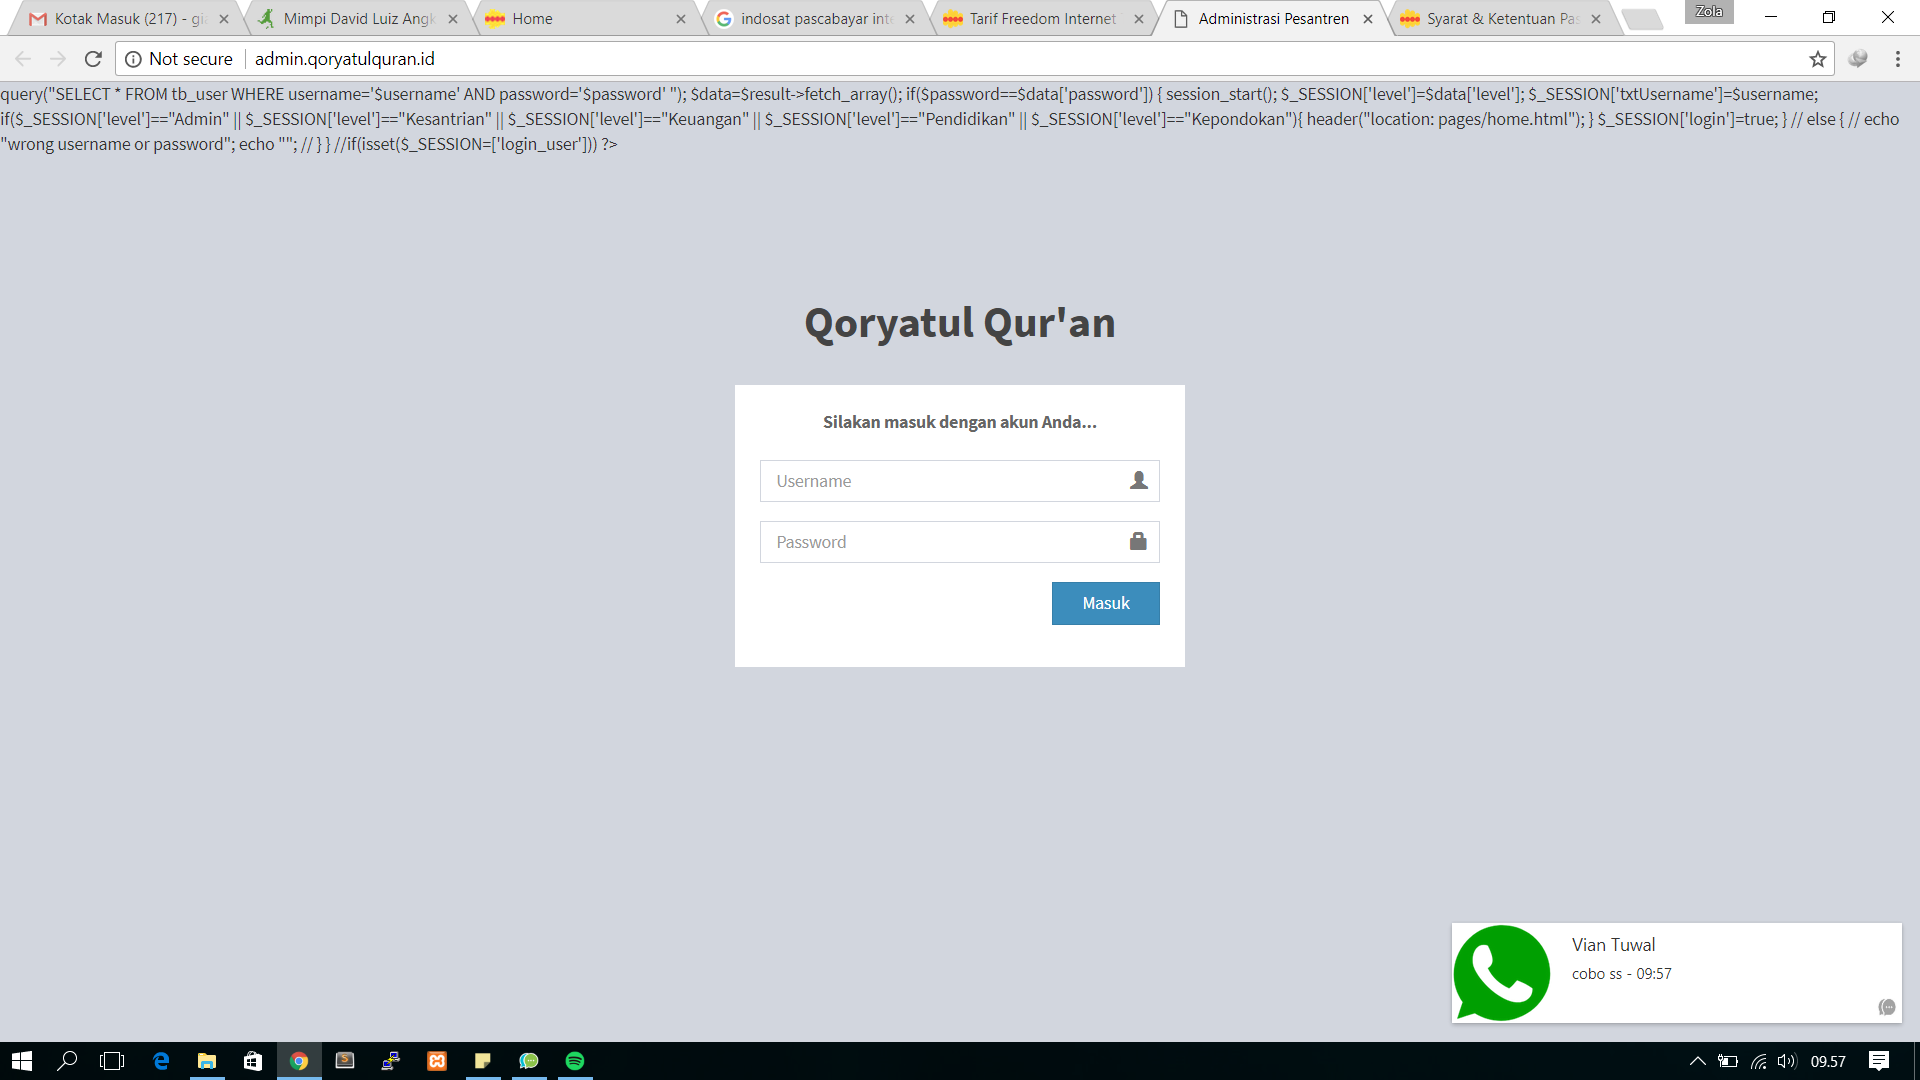 Kotak Masuk (217) - gi
Mimpi David Luiz Angk
Home
indosat pascabayar int
Tarif Freedom Internet
Administrasi Pesantren
Syarat & Ketentuan Pas
Zola
Not secure
admin.qoryatulquran.id
query("SELECT * FROM tb_user WHERE username='$username' AND password='$password' "); $data=$result->fetch_array(); if($password==$data['password']) { session_start(); $_SESSION['level']=$data['level']; $_SESSION['txtUsername']=$username;
if($_SESSION['level']=="Admin" || $_SESSION['level']=="Kesantrian" || $_SESSION['level']=="Keuangan" || $_SESSION['level']=="Pendidikan" || $_SESSION['level']=="Kepondokan"){ header("location: pages/home.html"); } $_SESSION['login']=true; } // else { // echo
"wrong username or password"; echo ""; // } } //if(isset($_SESSION=['login_user'])) ?>
Qoryatul Qur'an
Silakan masuk dengan akun Anda...
Username
Password
Masuk
Vian Tuwal
cobo ss - 09:57
09.57